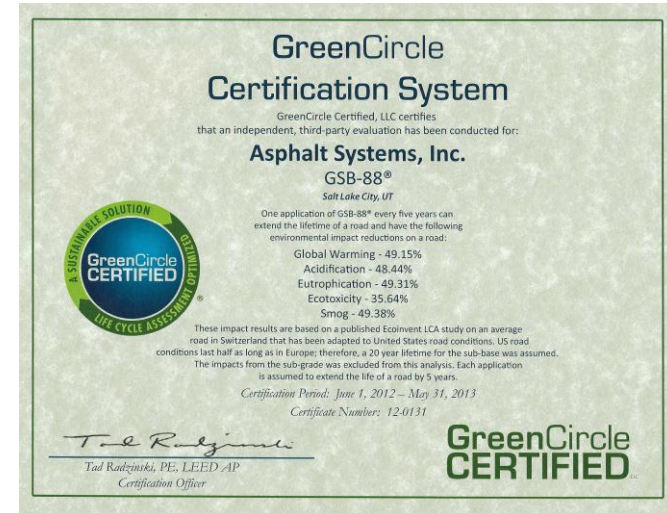 GreenCircle
Certification System
GreenCircle Certified, LLC certifies
that an independent, third-party evaluation has been conducted for:
Asphalt Systems, Inc.
GSB-88®
Salt Lake City, UT
One application of GSB-88® every five years can
extend the lifetime of a road and have the following
environmental impact reductions on a road:
Global Warming - 49.15%
Acidification - 48.44%
Eutrophication - 49.31%
Ecotoxicity - 35.64%
Smog - 49.38%
A SUSTAINABLE SOLUTION
LIFE CYCLE ASSESSMENT OPTIMIZED
GreenCircle
CERTIFIED
®
These impact results are based on a published Ecoinvent LCA study on an average
road in Switzerland that has been adapted to United States road conditions. US road
conditions last half as long as in Europe; therefore, a 20 year lifetime for the sub-base was assumed.
The impacts from the sub-grade was excluded from this analysis. Each application
is assumed to extend the life of a road by 5 years.
Certification Period: June 1, 2012 – May 31, 2013
Certificate Number: 12-0131
Tad Radzinski
Tad Radzinski, PE, LEED AP
Certification Officer
GreenCircle
CERTIFIED